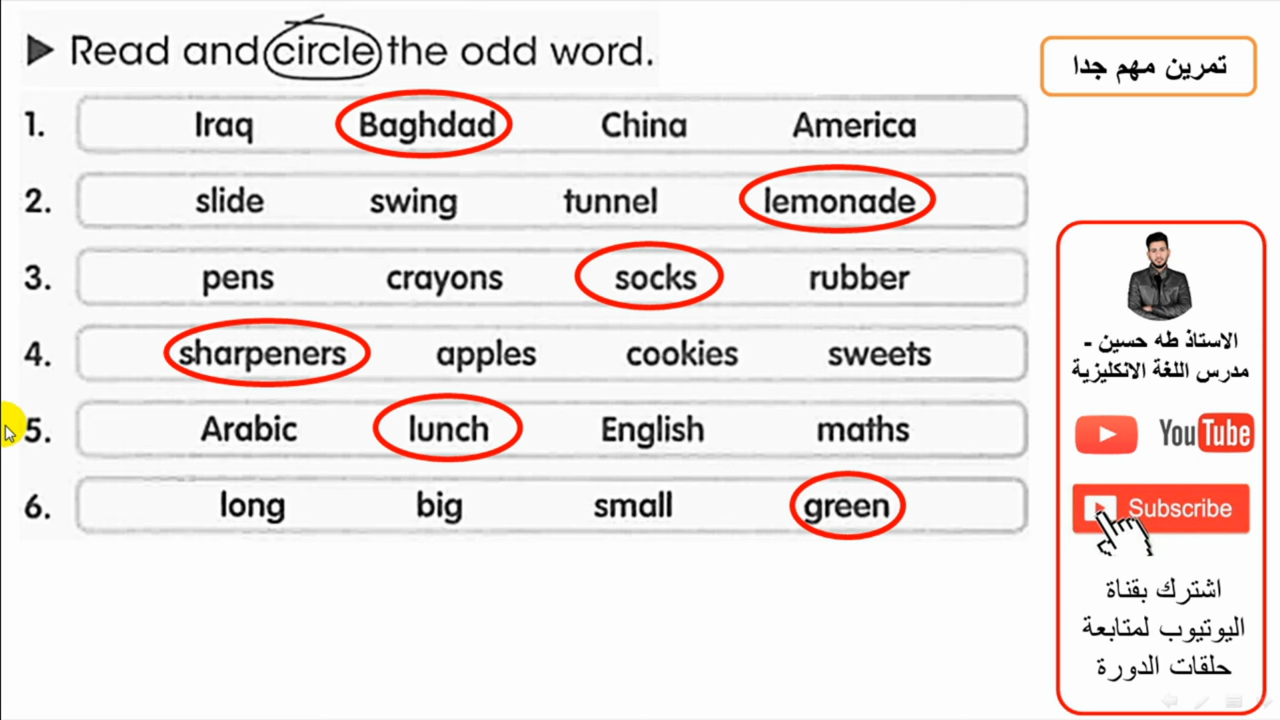 Read and circle the odd word.
تمرين مهم جدا
1. Iraq Baghdad China America
2. slide swing tunnel lemonade
3. pens crayons socks rubber
4. sharpeners apples cookies sweets
5. Arabic lunch English maths
6. long big small green
الاستاذ طه حسين -
مدرس اللغة الانكليزية
YouTube
Subscribe
اشترك بقناة
اليوتيوب لمتابعة
حلقات الدورة